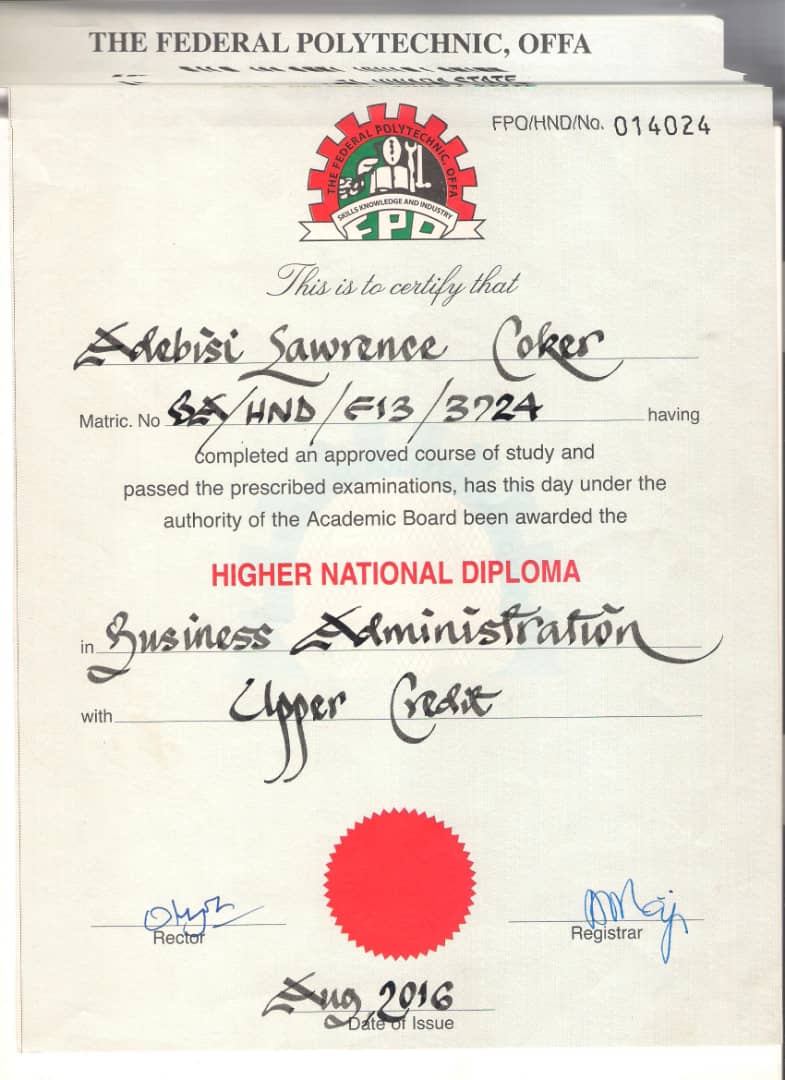 THE FEDERAL POLYTECHNIC, OFFA
FPO/HND/No. 014024
THE FEDERAL POLYTECHNIC, OFFA
SKILLS KNOWLEDGE AND INDUSTRY
FPO
This is to certify that
Adebisi Lawrence Coker
Matric. No BA/HND/F13/3724 having
completed an approved course of study and
passed the prescribed examinations, has this day under the
authority of the Academic Board been awarded the
HIGHER NATIONAL DIPLOMA
in Business Administration
with Upper Credit
Rector
Registrar
Aug, 2016
Date of Issue